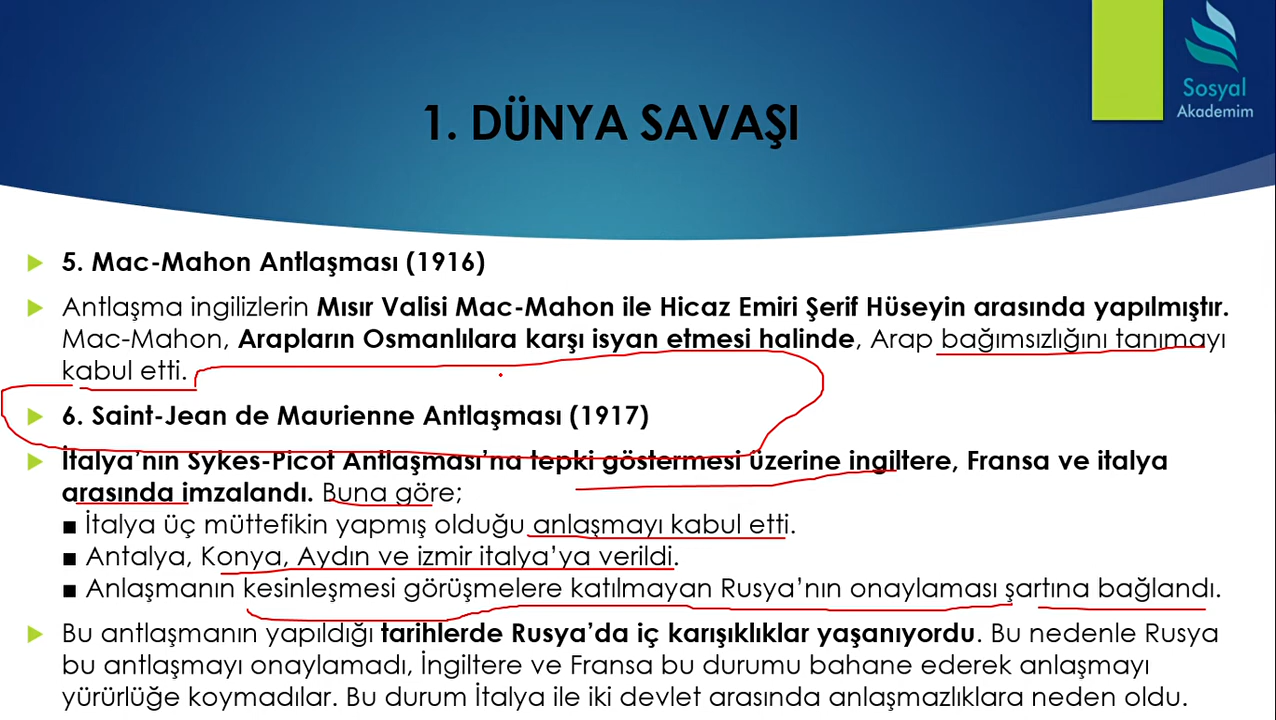 Sosyal
Akademim
1. DÜNYA SAVAŞI
5. Mac-Mahon Antlaşması (1916)
Antlaşma ingilizlerin Mısır Valisi Mac-Mahon ile Hicaz Emiri Şerif Hüseyin arasında yapılmıştır.
Mac-Mahon, Arapların Osmanlılara karşı isyan etmesi halinde, Arap bağımsızlığını tanımayı
kabul etti.
6. Saint-Jean de Maurienne Antlaşması (1917)
İtalya’nın Sykes-Picot Antlaşması’na tepki göstermesi üzerine ingiltere, Fransa ve italya
arasında imzalandı. Buna göre;
■ İtalya üç müttefikin yapmış olduğu anlaşmayı kabul etti.
■ Antalya, Konya, Aydın ve izmir italya’ya verildi.
■ Anlaşmanın kesinleşmesi görüşmelere katılmayan Rusya’nın onaylaması şartına bağlandı.
Bu antlaşmanın yapıldığı tarihlerde Rusya’da iç karışıklıklar yaşanıyordu. Bu nedenle Rusya
bu antlaşmayı onaylamadı, İngiltere ve Fransa bu durumu bahane ederek anlaşmayı
yürürlüğe koymadılar. Bu durum İtalya ile iki devlet arasında anlaşmazlıklara neden oldu.